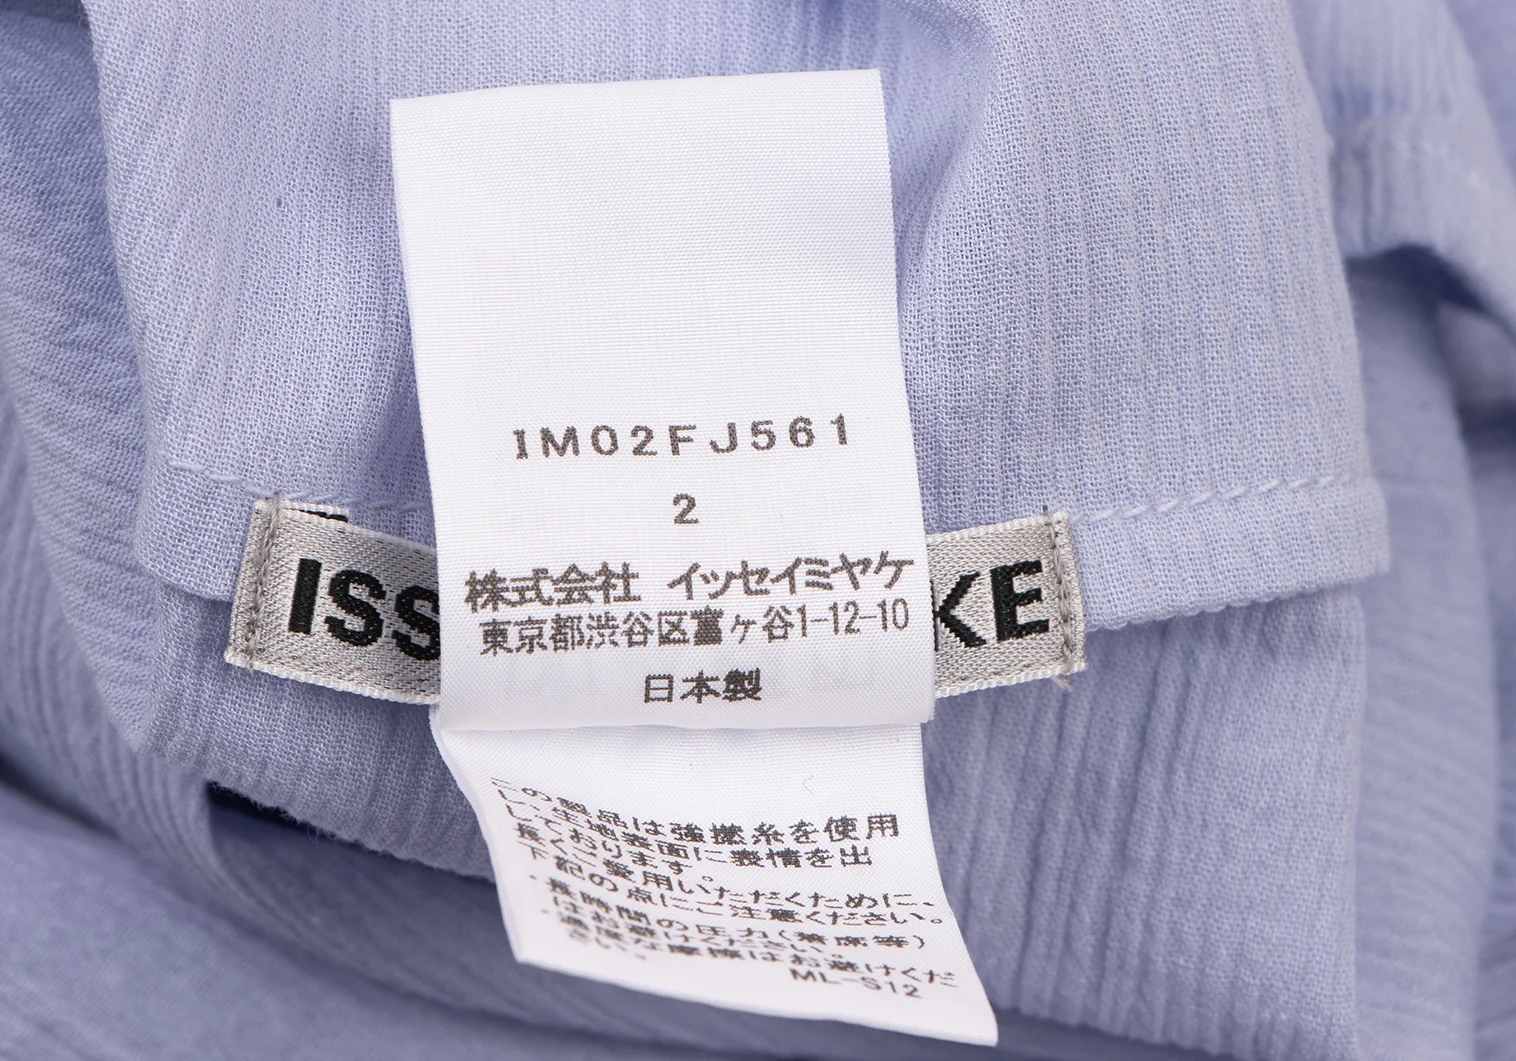 IM02FJ561
2
株式会社 イッセイミヤケ
東京都渋谷区富ヶ谷1-12-10
ISS KE
日本製
この製品は強撚糸を使用
し、生地表面に表情を出
しております。
長くご愛用いただくために、
下記の点にご注意ください。
・長時間の圧力(着席等)
はお避けください。
・過度な摩擦はお避けくだ
さい。
ML-S12